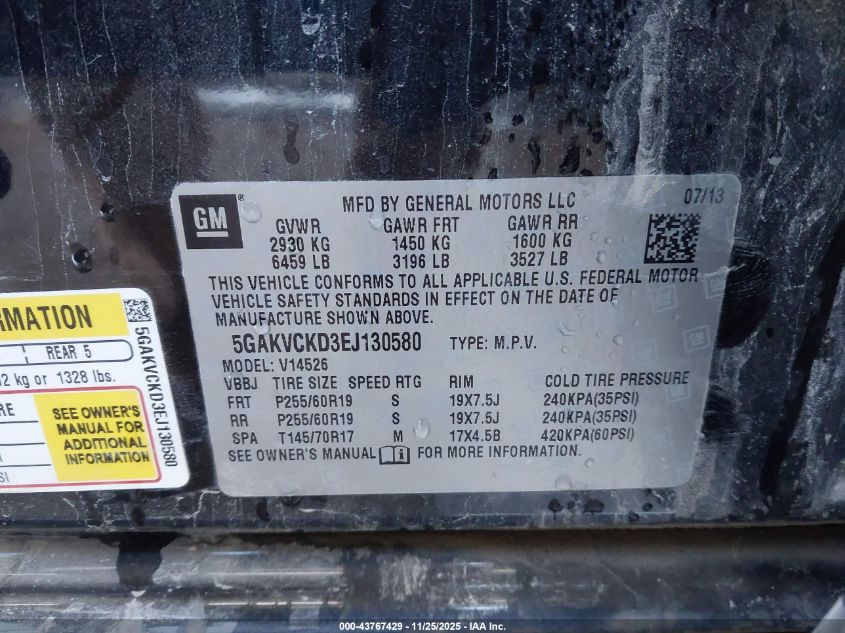 GM
MFD BY GENERAL MOTORS LLC
07/13
GVWR GAWR FRT GAWR RR
2930 KG 1450 KG 1600 KG
6459 LB 3196 LB 3527 LB
THIS VEHICLE CONFORMS TO ALL APPLICABLE U.S. FEDERAL MOTOR
VEHICLE SAFETY STANDARDS IN EFFECT ON THE DATE OF
MANUFACTURE SHOWN ABOVE.
5GAKVCKD3EJ130580 TYPE: M.P.V.
MODEL: V14526
VBBJ TIRE SIZE SPEED RTG RIM COLD TIRE PRESSURE
FRT P255/60R19 S 19X7.5J 240KPA(35PSI)
RR P255/60R19 S 19X7.5J 240KPA(35PSI)
SPA T145/70R17 M 17X4.5B 420KPA(60PSI)
SEE OWNER'S MANUAL FOR MORE INFORMATION.
RMATION
REAR 5
2 kg or 1328 lbs.
RE
SEE OWNER'S
MANUAL FOR
ADDITIONAL
INFORMATION
SI
5GAKVCKD3EJ130580
000-43767429 - 11/25/2025 - IAA Inc.